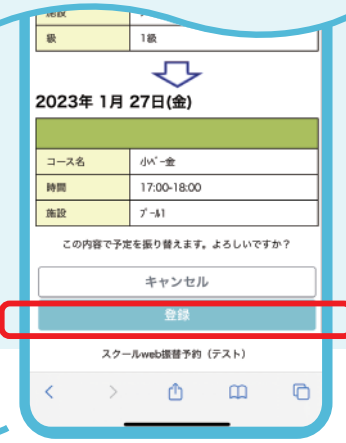 級 1級
2023年 1月 27日(金)
コース名 小ﾊﾞｰ金
時間 17:00-18:00
施設 ﾌﾟｰﾙ1
この内容で予定を振り替えます。よろしいですか？
キャンセル
登録
スクールweb振替予約（テスト）